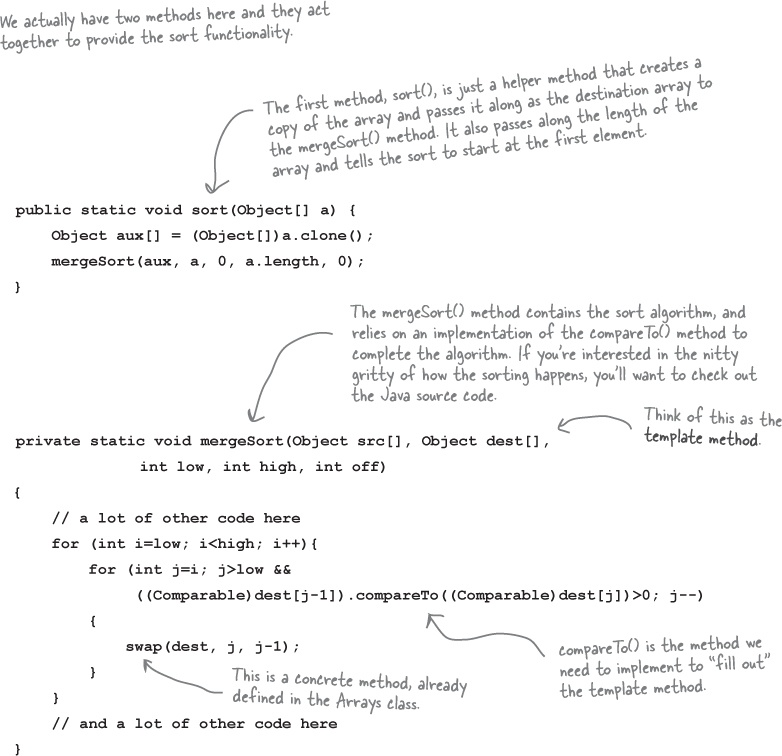 We actually have two methods here and they act
together to provide the sort functionality.
The first method, sort(), is just a helper method that creates a
copy of the array and passes it along as the destination array to
the mergeSort() method. It also passes along the length of the
array and tells the sort to start at the first element.
public static void sort(Object[] a) {
    Object aux[] = (Object[])a.clone();
    mergeSort(aux, a, 0, a.length, 0);
}
The mergeSort() method contains the sort algorithm, and
relies on an implementation of the compareTo() method to
complete the algorithm. If you're interested in the nitty
gritty of how the sorting happens, you'll want to check out
the Java source code.
Think of this as the
template method.
private static void mergeSort(Object src[], Object dest[],
            int low, int high, int off)
{
    // a lot of other code here
    for (int i=low; i<high; i++){
        for (int j=i; j>low &&
            ((Comparable)dest[j-1]).compareTo((Comparable)dest[j])>0; j--)
        {
            swap(dest, j, j-1);
        }
    }
    // and a lot of other code here
}
compareTo() is the method we
need to implement to “fill out”
the template method.
This is a concrete method, already
defined in the Arrays class.